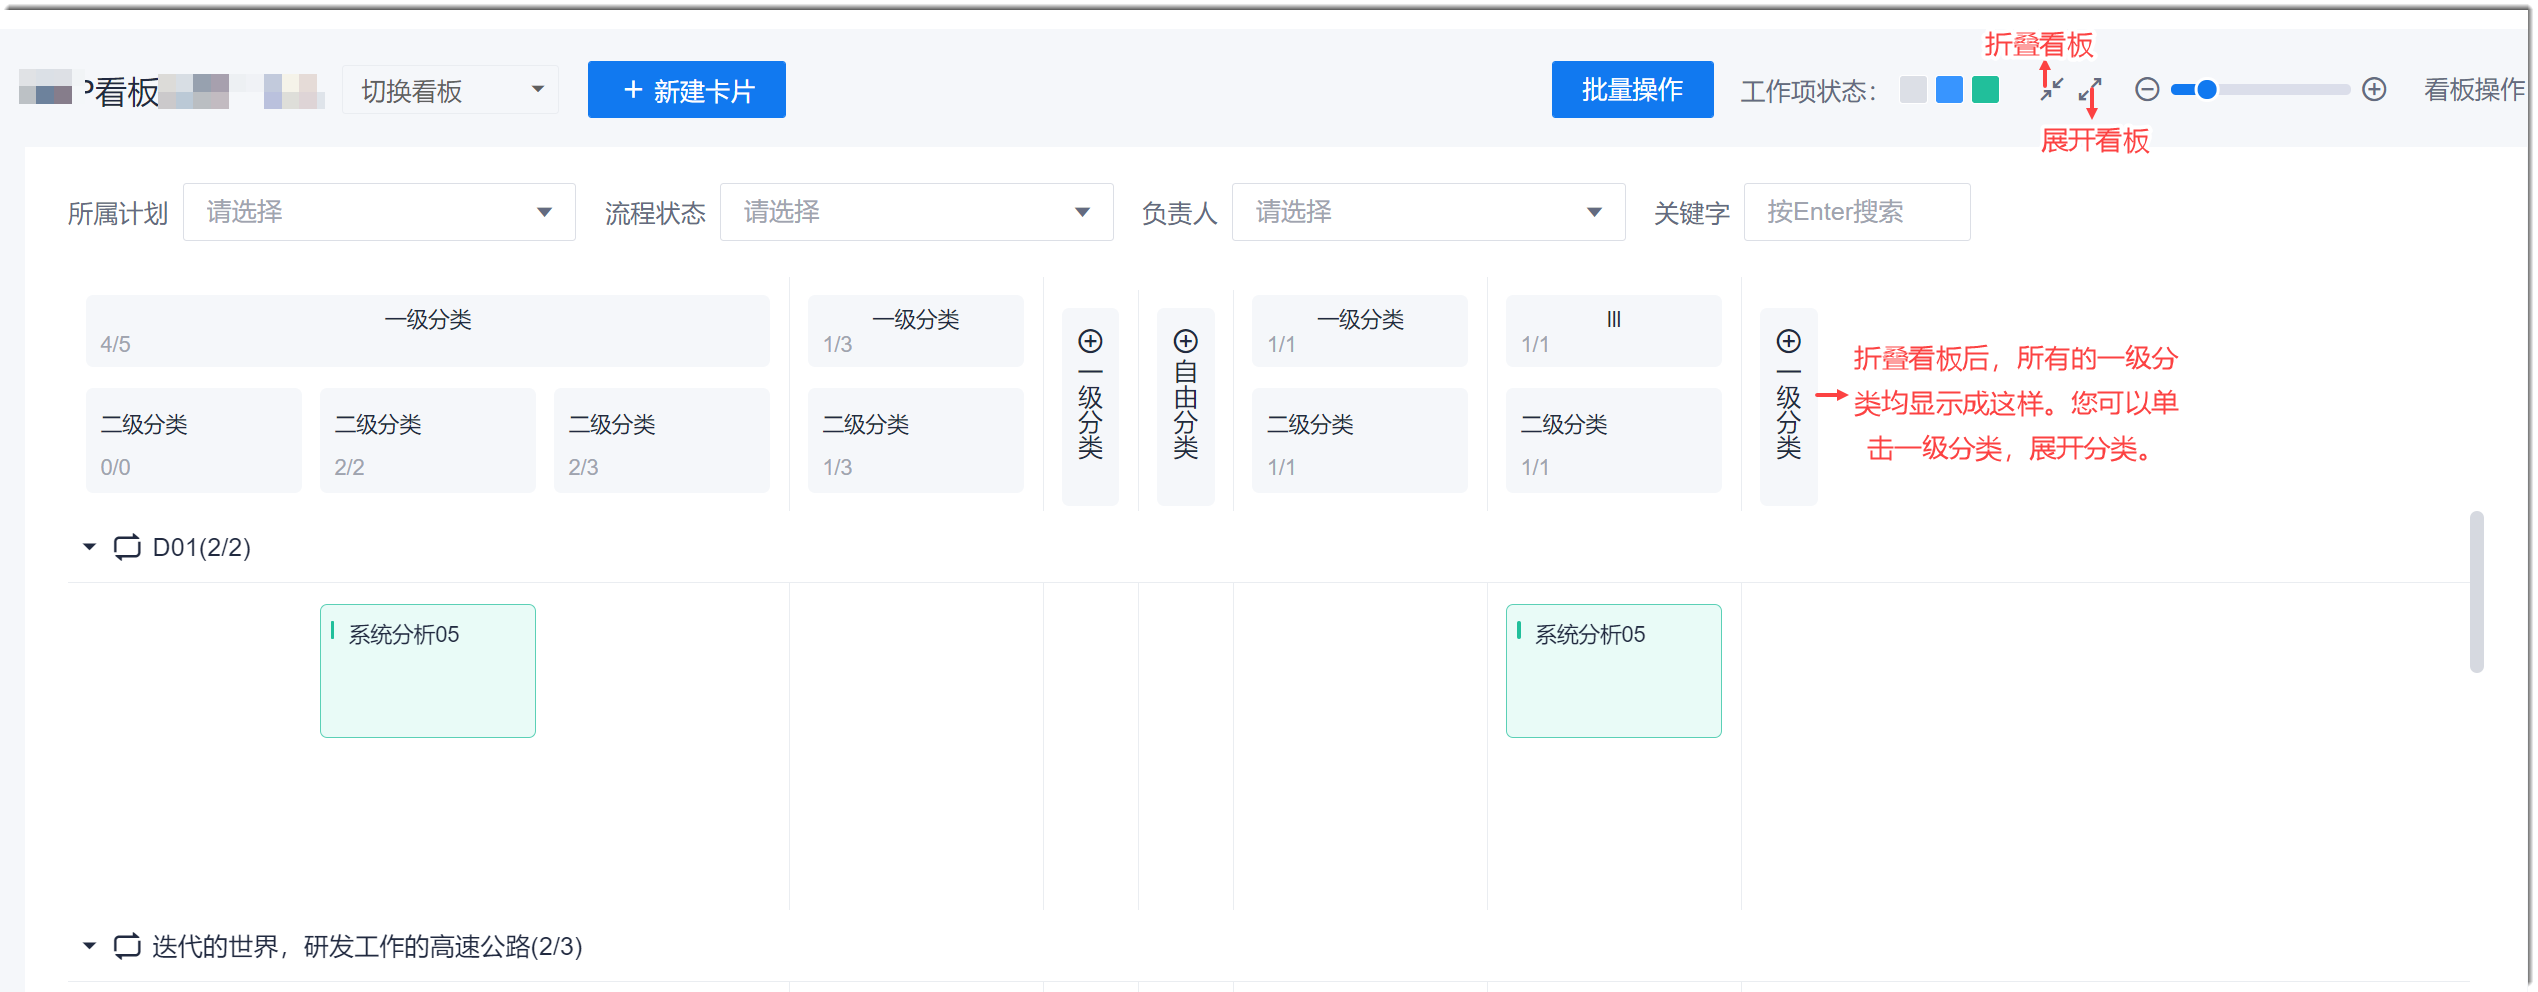 折叠看板
P看板
切换看板
+ 新建卡片
批量操作
工作项状态：
看板操作
展开看板
所属计划
请选择
流程状态
请选择
负责人
请选择
关键字
按Enter搜索
一级分类
4/5
一级分类
1/3
一级分类
自由分类
一级分类
1/1
III
1/1
一级分类
折叠看板后，所有的一级分
类均显示成这样。您可以单
击一级分类，展开分类。
二级分类
0/0
二级分类
2/2
二级分类
2/3
二级分类
1/3
二级分类
1/1
二级分类
1/1
D01(2/2)
系统分析05
系统分析05
迭代的世界，研发工作的高速公路(2/3)